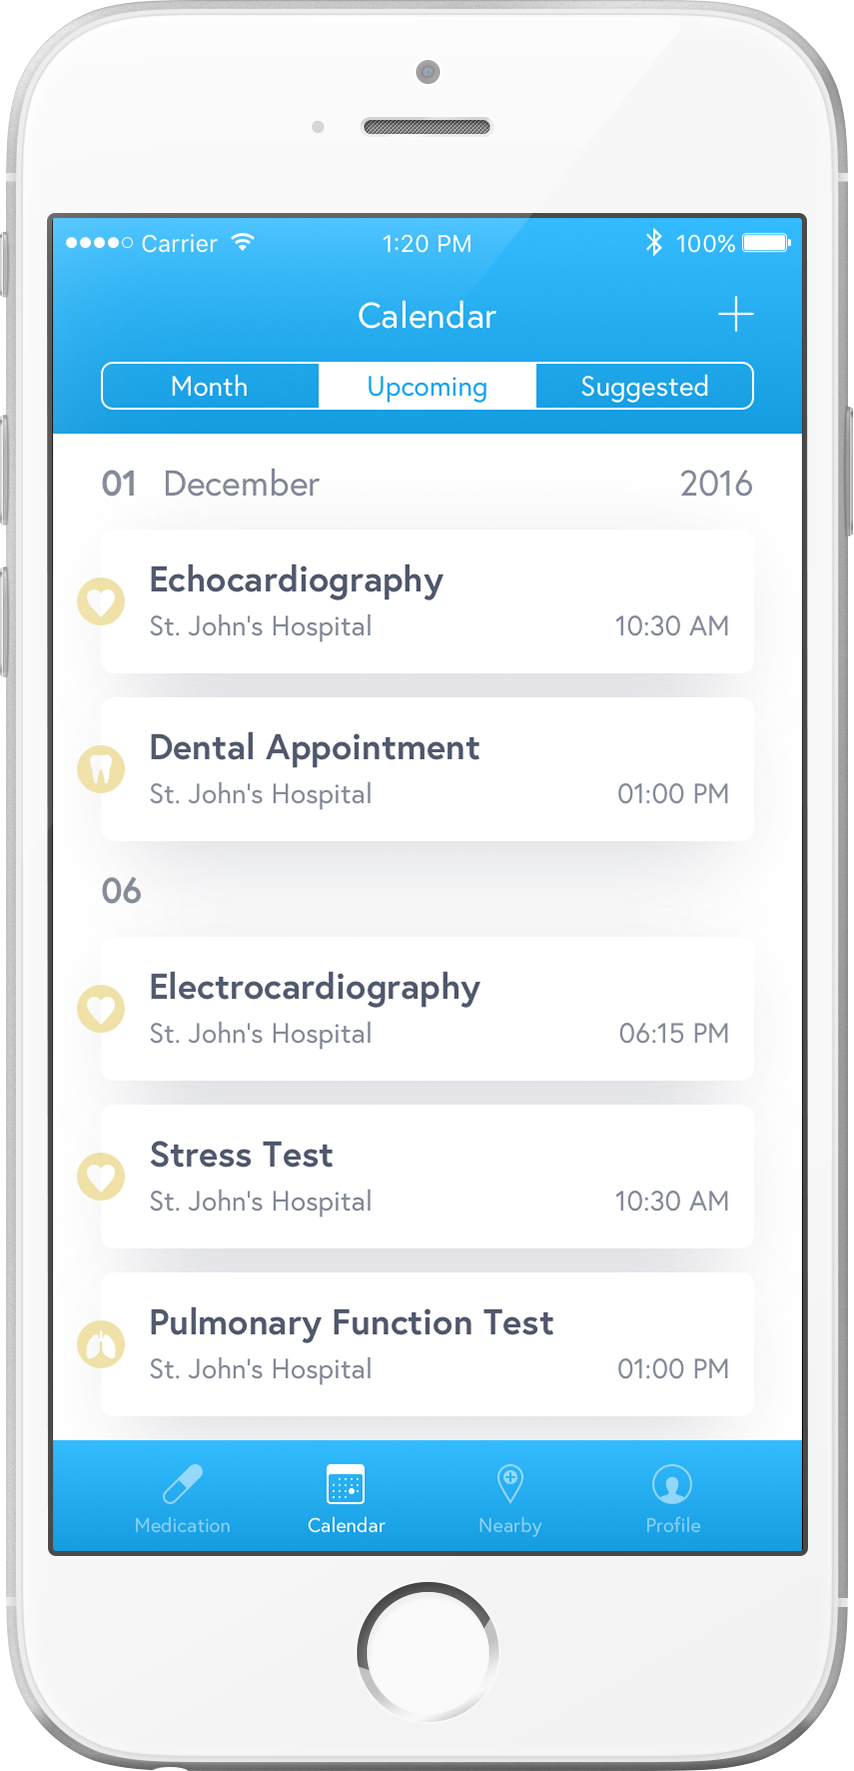 Carrier 1:20 PM 100%
Calendar
Month Upcoming Suggested
01 December 2016
Echocardiography
St. John's Hospital 10:30 AM
Dental Appointment
St. John's Hospital 01:00 PM
06
Electrocardiography
St. John's Hospital 06:15 PM
Stress Test
St. John's Hospital 10:30 AM
Pulmonary Function Test
St. John's Hospital 01:00 PM
Medication Calendar Nearby Profile